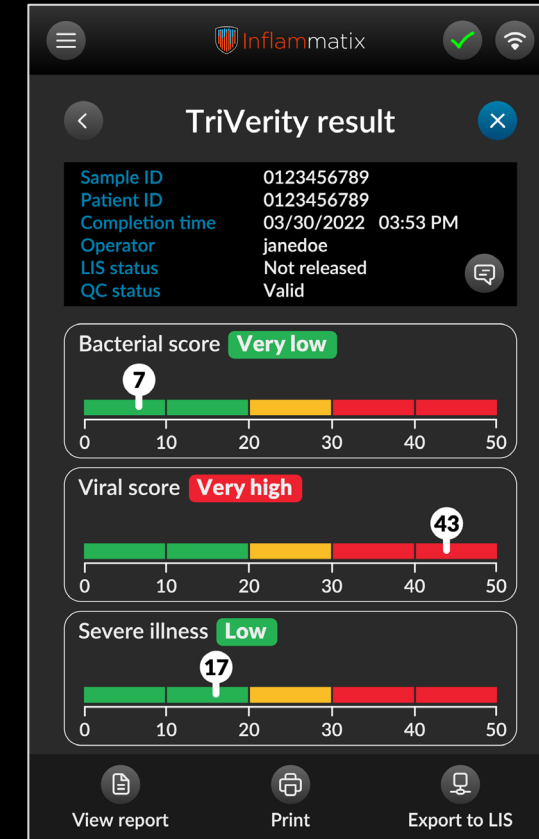 Inflammatix
TriVerity result
Sample ID 0123456789
Patient ID 0123456789
Completion time 03/30/2022 03:53 PM
Operator janedoe
LIS status Not released
QC status Valid
Bacterial score Very low
7
0 10 20 30 40 50
Viral score Very high
43
0 10 20 30 40 50
Severe illness Low
17
0 10 20 30 40 50
View report Print Export to LIS